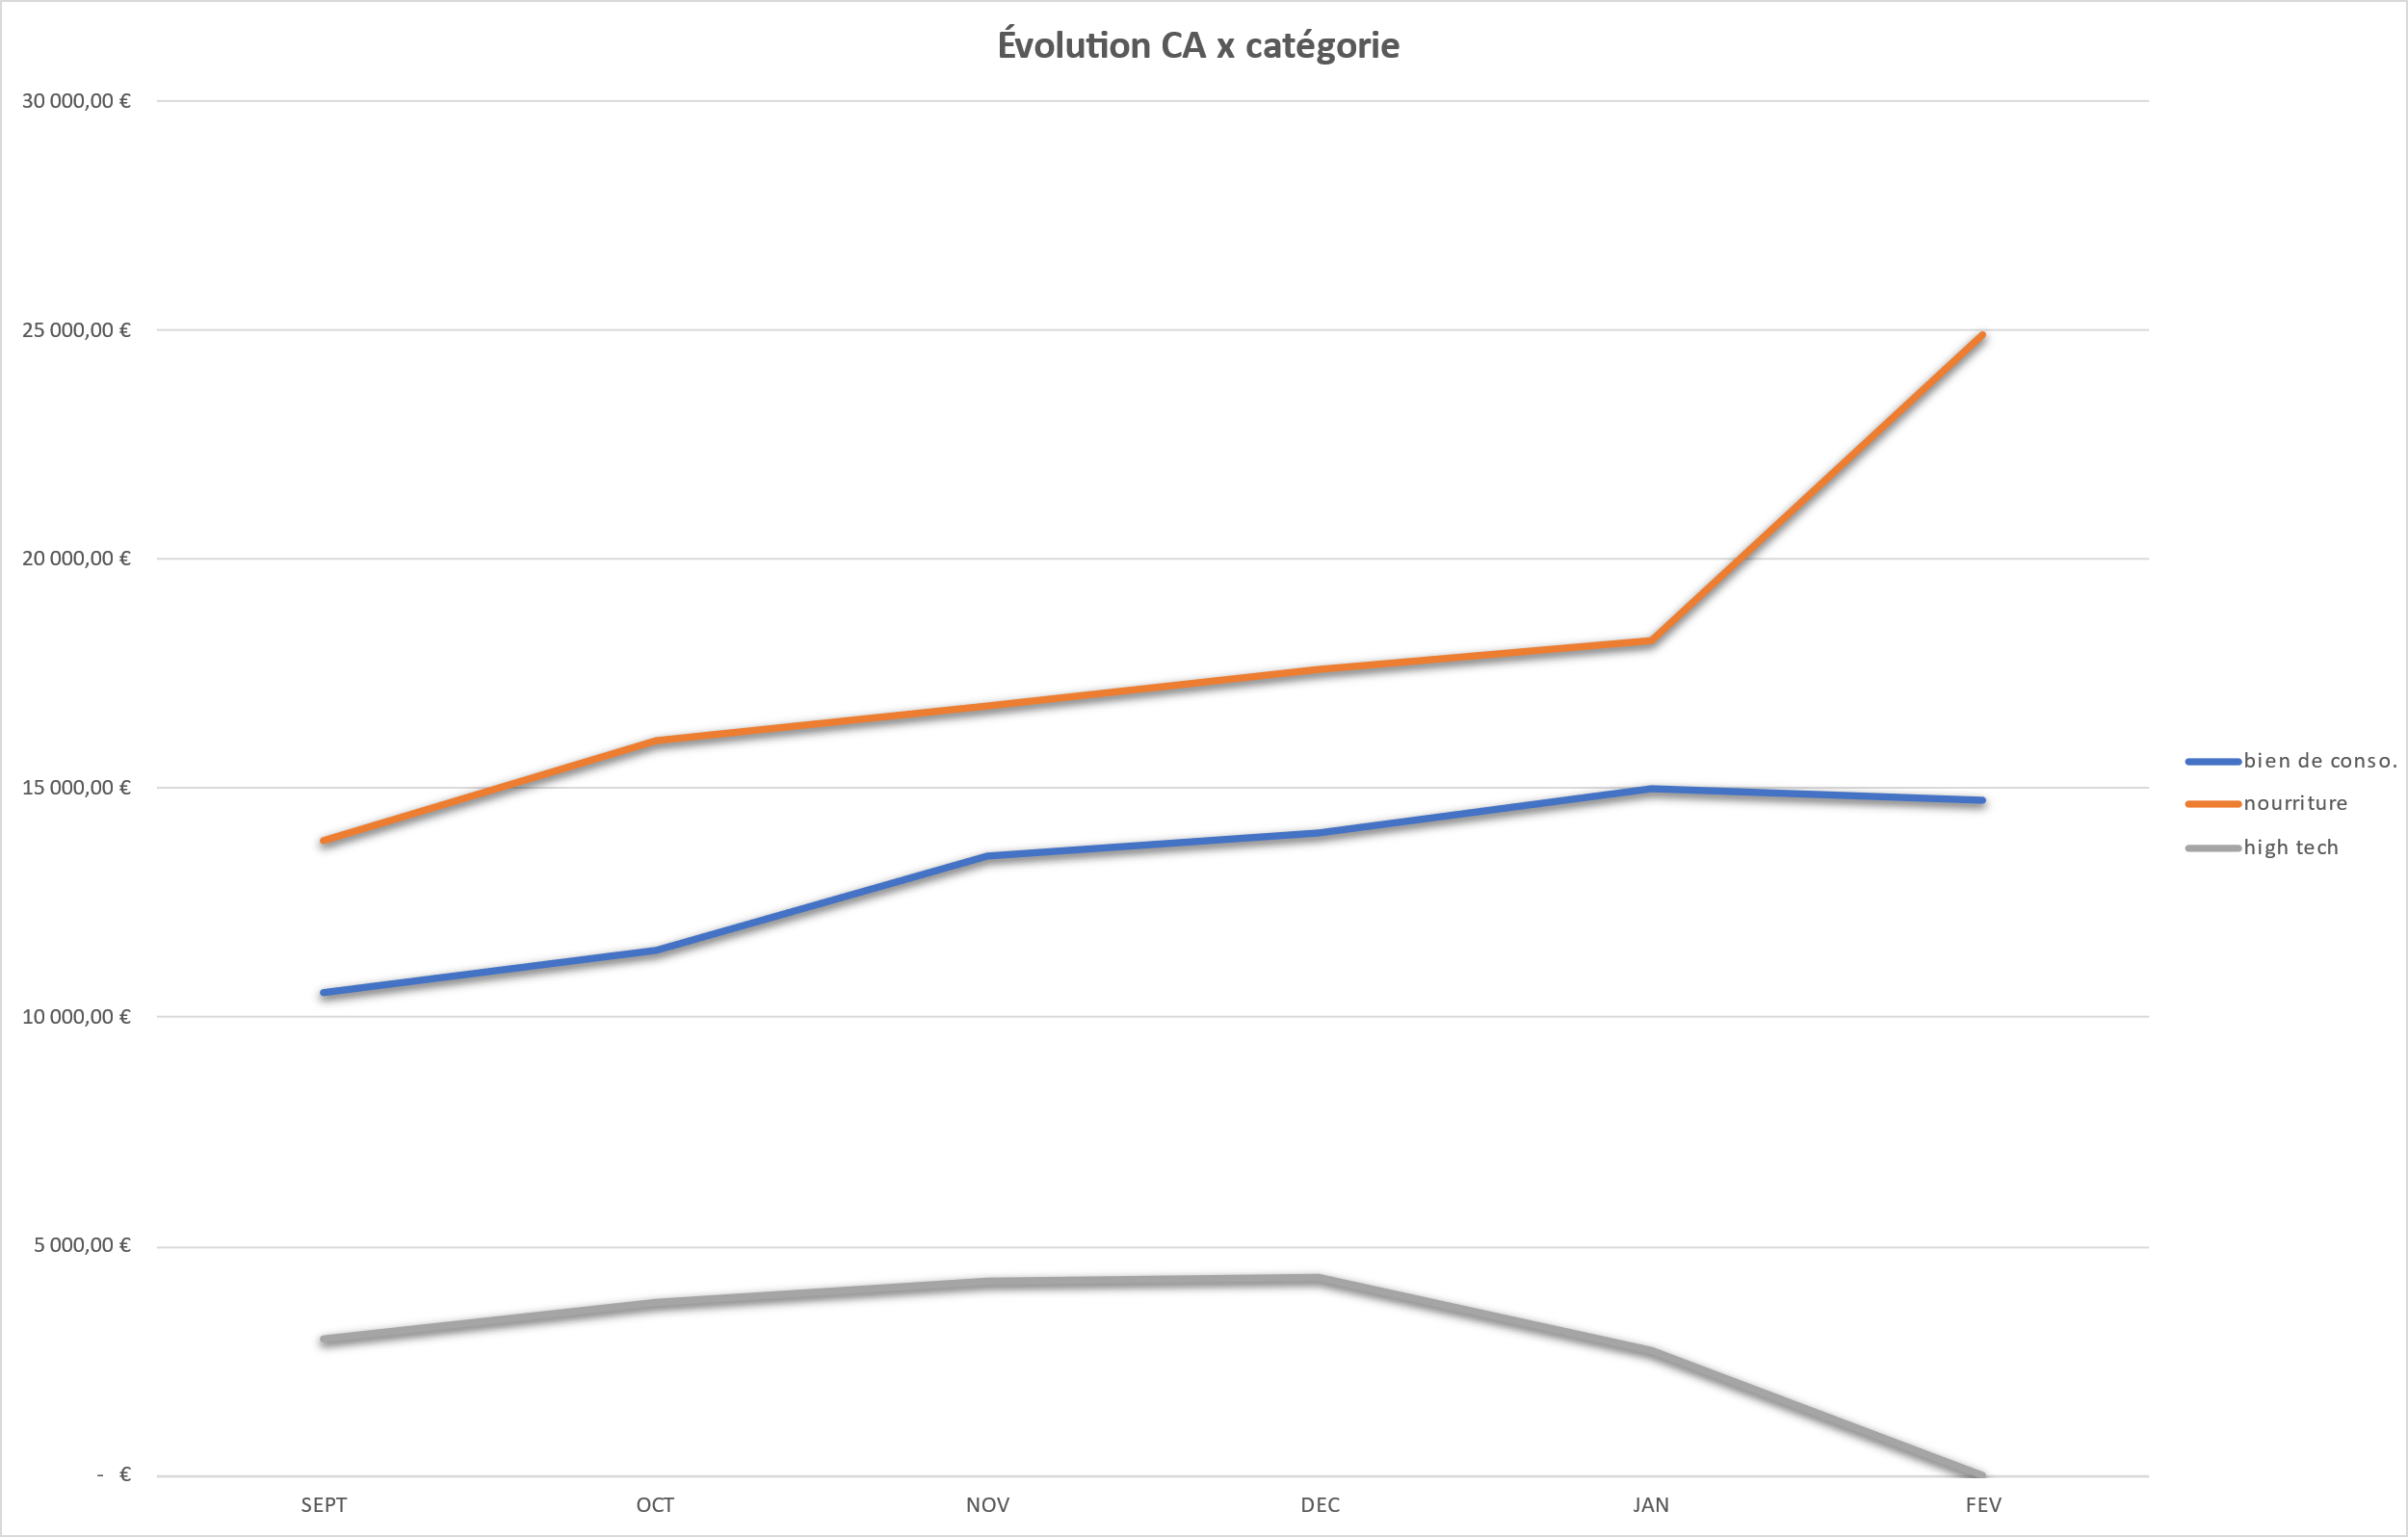 Évolution CA x catégorie
30 000,00 €
25 000,00 €
20 000,00 €
15 000,00 €
10 000,00 €
5 000,00 €
- €
SEPT OCT NOV DEC JAN FEV
bien de conso.
nourriture
high tech